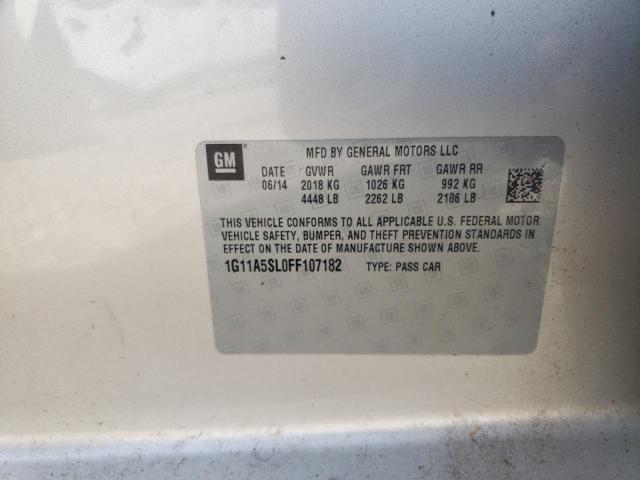 GM
MFD BY GENERAL MOTORS LLC
DATE GVWR GAWR FRT GAWR RR
06/14 2018 KG 1026 KG 992 KG
4448 LB 2262 LB 2186 LB
THIS VEHICLE CONFORMS TO ALL APPLICABLE U.S. FEDERAL MOTOR
VEHICLE SAFETY, BUMPER, AND THEFT PREVENTION STANDARDS IN
EFFECT ON THE DATE OF MANUFACTURE SHOWN ABOVE.
1G11A5SL0FF107182 TYPE: PASS CAR